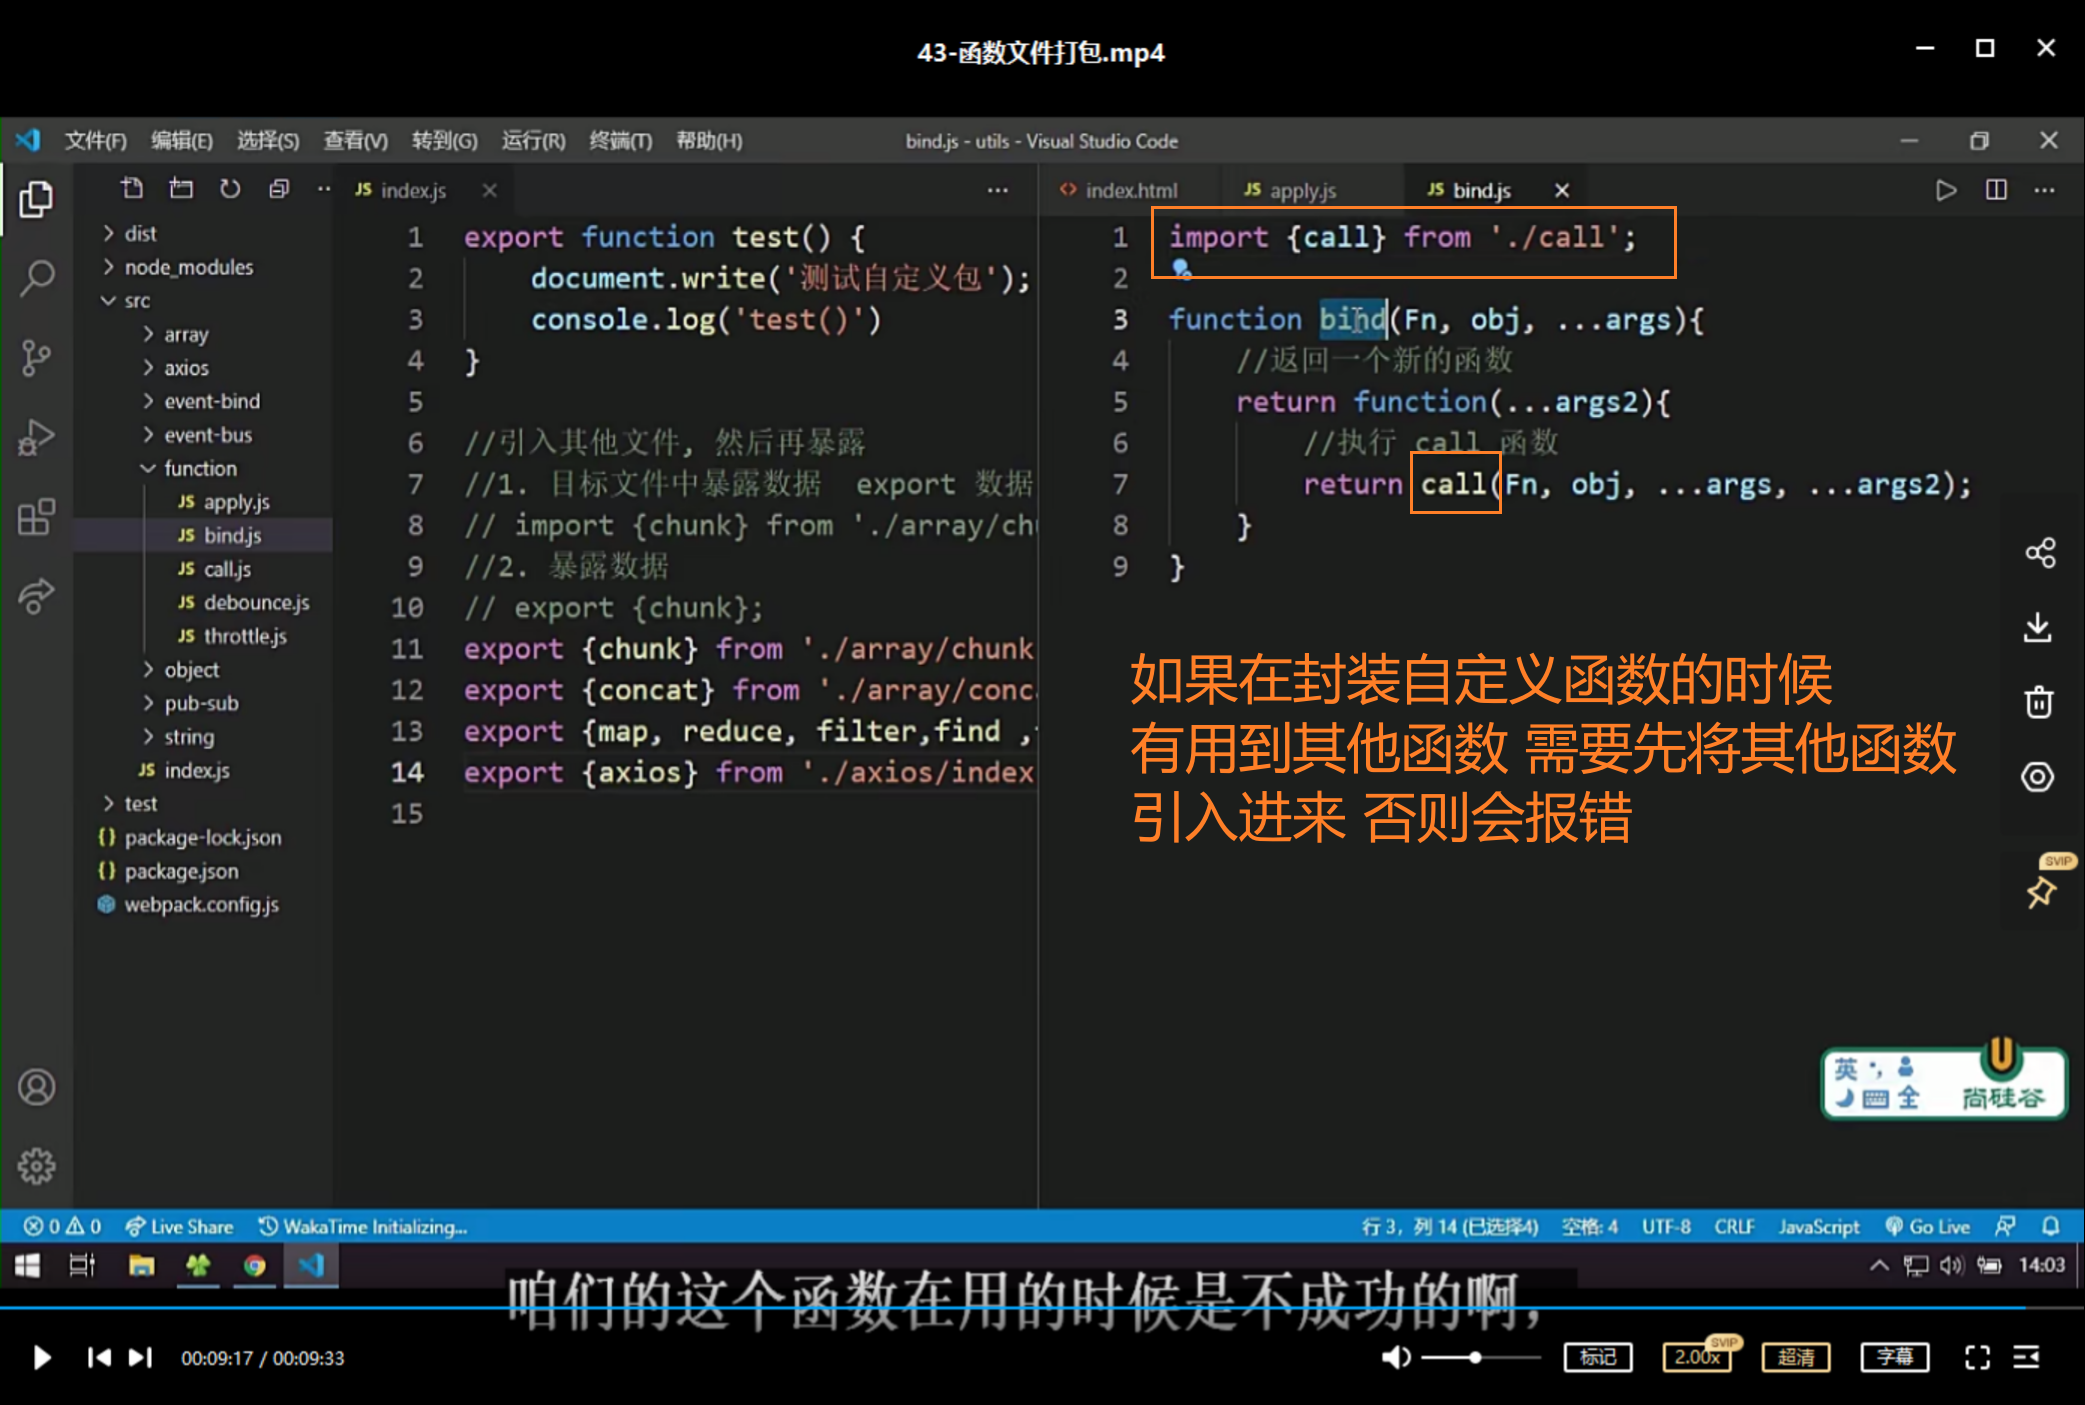 43-函数文件打包.mp4
文件(F) 编辑(E) 选择(S) 查看(V) 转到(G) 运行(R) 终端(T) 帮助(H)
bind.js - utils - Visual Studio Code
dist
node_modules
src
array
axios
event-bind
event-bus
function
JS apply.js
JS bind.js
JS call.js
JS debounce.js
JS throttle.js
object
pub-sub
string
JS index.js
test
{} package-lock.json
{} package.json
webpack.config.js
JS index.js
1 export function test() {
2 document.write('测试自定义包');
3 console.log('test()')
4 }
5
6 //引入其他文件, 然后再暴露
7 //1. 目标文件中暴露数据 export 数据
8 // import {chunk} from './array/ch
9 //2. 暴露数据
10 // export {chunk};
11 export {chunk} from './array/chunk
12 export {concat} from './array/conc
13 export {map, reduce, filter,find ,
14 export {axios} from './axios/index
15
index.html JS apply.js JS bind.js
1 import {call} from './call';
2
3 function bind(Fn, obj, ...args){
4 //返回一个新的函数
5 return function(...args2){
6 //执行 call 函数
7 return call(Fn, obj, ...args, ...args2);
8 }
9 }
如果在封装自定义函数的时候
有用到其他函数 需要先将其他函数
引入进来 否则会报错
SVIP
英 ·,
全 尚硅谷
0 0 Live Share WakaTime Initializing...
行 3，列 14 (已选择4) 空格: 4 UTF-8 CRLF JavaScript Go Live
14:03
咱们的这个函数在用的时候是不成功的啊,
00:09:17 / 00:09:33
标记 2.00x SVIP 超清 字幕